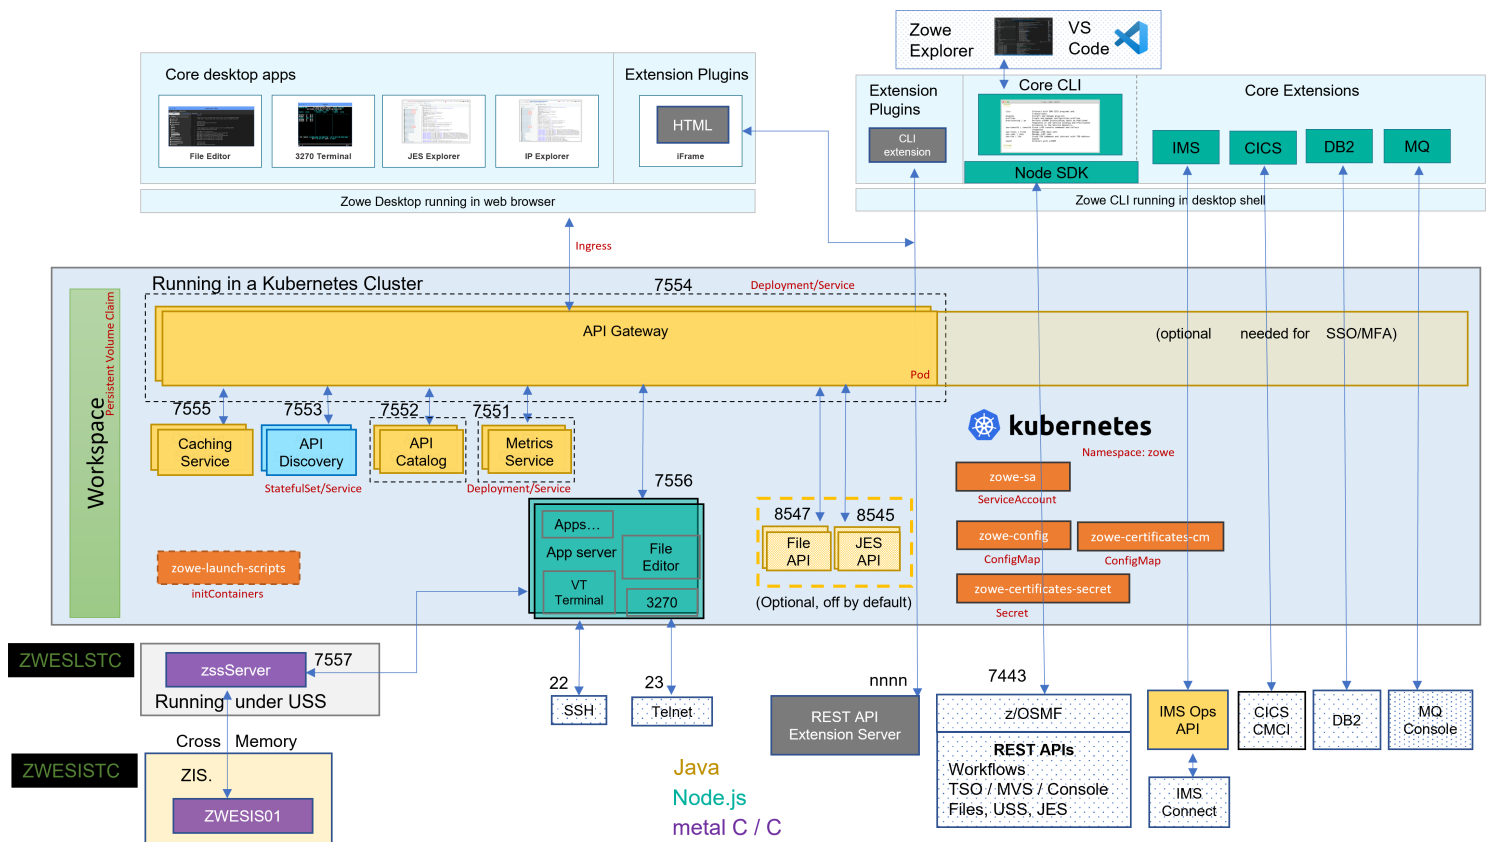 Zowe
Explorer
VS
Code
Core desktop apps
Extension Plugins
File Editor
3270 Terminal
JES Explorer
IP Explorer
HTML
iFrame
Zowe Desktop running in web browser
Extension
Plugins
CLI
extension
Core CLI
Node SDK
Core Extensions
IMS
CICS
DB2
MQ
Zowe CLI running in desktop shell
Ingress
Running in a Kubernetes Cluster
7554
Deployment/Service
API Gateway
Pod
(optional needed for SSO/MFA)
Workspace
Persistent Volume Claim
7555
7553
7552
7551
Caching
Service
API
Discovery
API
Catalog
Metrics
Service
StatefulSet/Service
Deployment/Service
7556
kubernetes
Namespace: zowe
zowe-sa
ServiceAccount
zowe-config
ConfigMap
zowe-certificates-cm
ConfigMap
zowe-certificates-secret
Secret
Apps...
App server
File
Editor
VT
Terminal
3270
8547
8545
File
API
JES
API
(Optional, off by default)
zowe-launch-scripts
initContainers
ZWESLSTC
zssServer
7557
Running under USS
Cross Memory
ZWESISTC
ZIS.
ZWESIS01
22
SSH
23
Telnet
nnnn
REST API
Extension Server
7443
z/OSMF
REST APIs
Workflows
TSO / MVS / Console
Files, USS, JES
IMS Ops
API
CICS
CMCI
DB2
MQ
Console
IMS
Connect
Java
Node.js
metal C / C